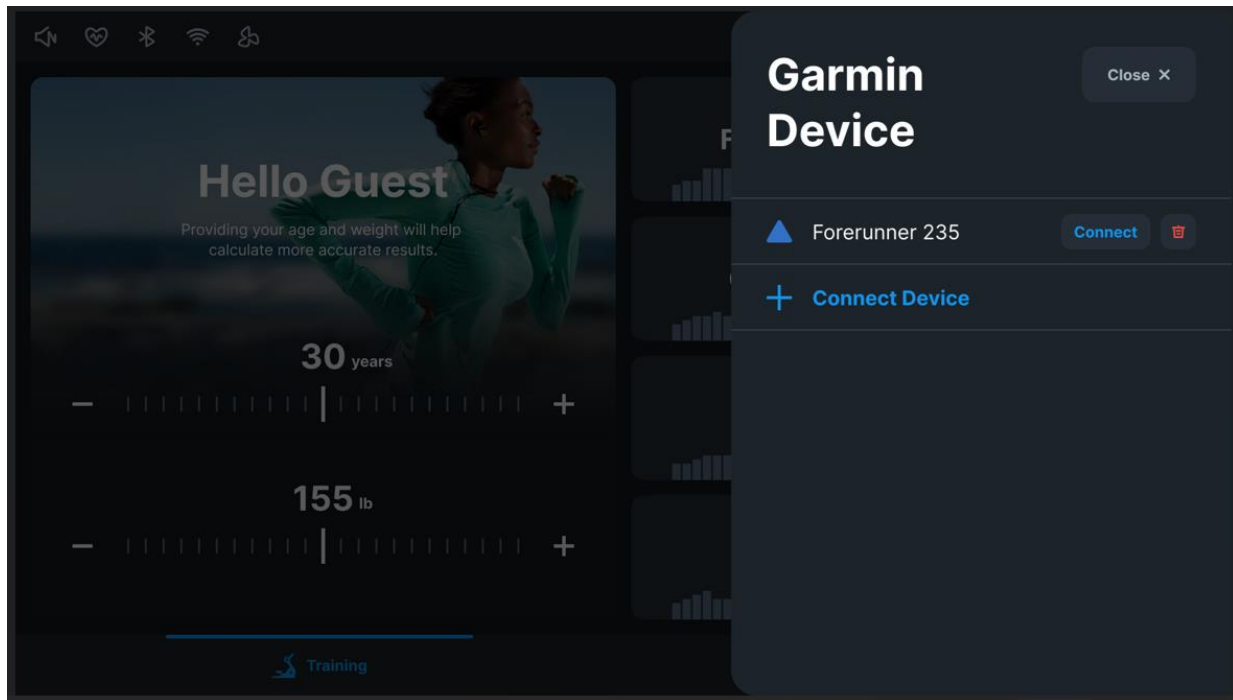 Hello Guest
Providing your age and weight will help
calculate more accurate results.
30 years
155 lb
Training
Garmin
Device
Close
Forerunner 235
Connect
Connect Device